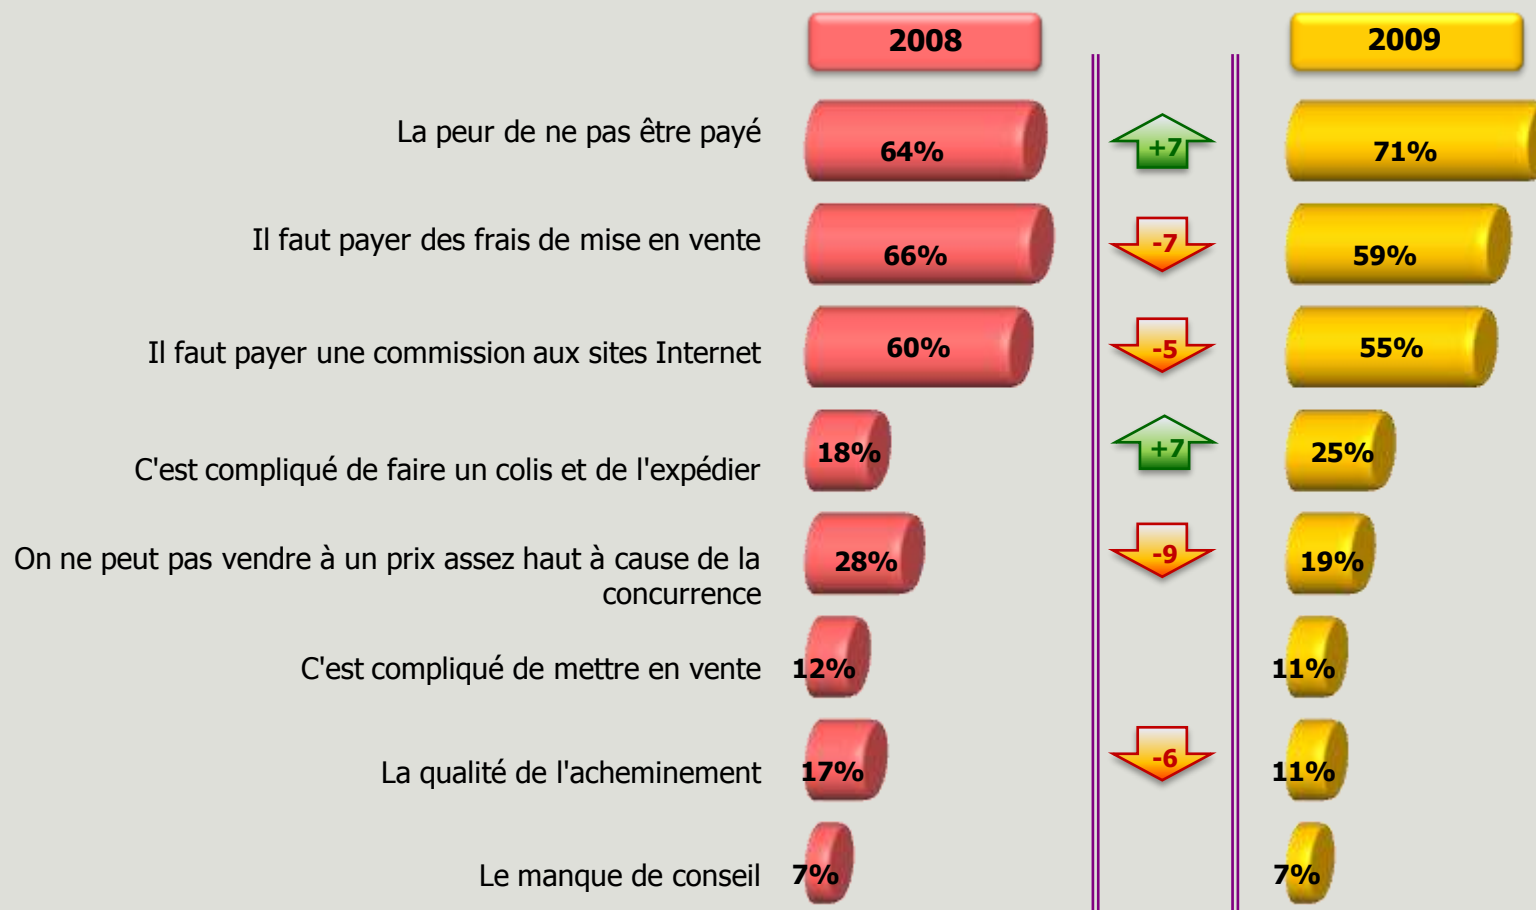 2008
2009
La peur de ne pas être payé
64%
+7
71%
Il faut payer des frais de mise en vente
66%
-7
59%
Il faut payer une commission aux sites Internet
60%
-5
55%
C'est compliqué de faire un colis et de l'expédier
18%
+7
25%
On ne peut pas vendre à un prix assez haut à cause de la
concurrence
28%
-9
19%
C'est compliqué de mettre en vente
12%
11%
La qualité de l'acheminement
17%
-6
11%
Le manque de conseil
7%
7%